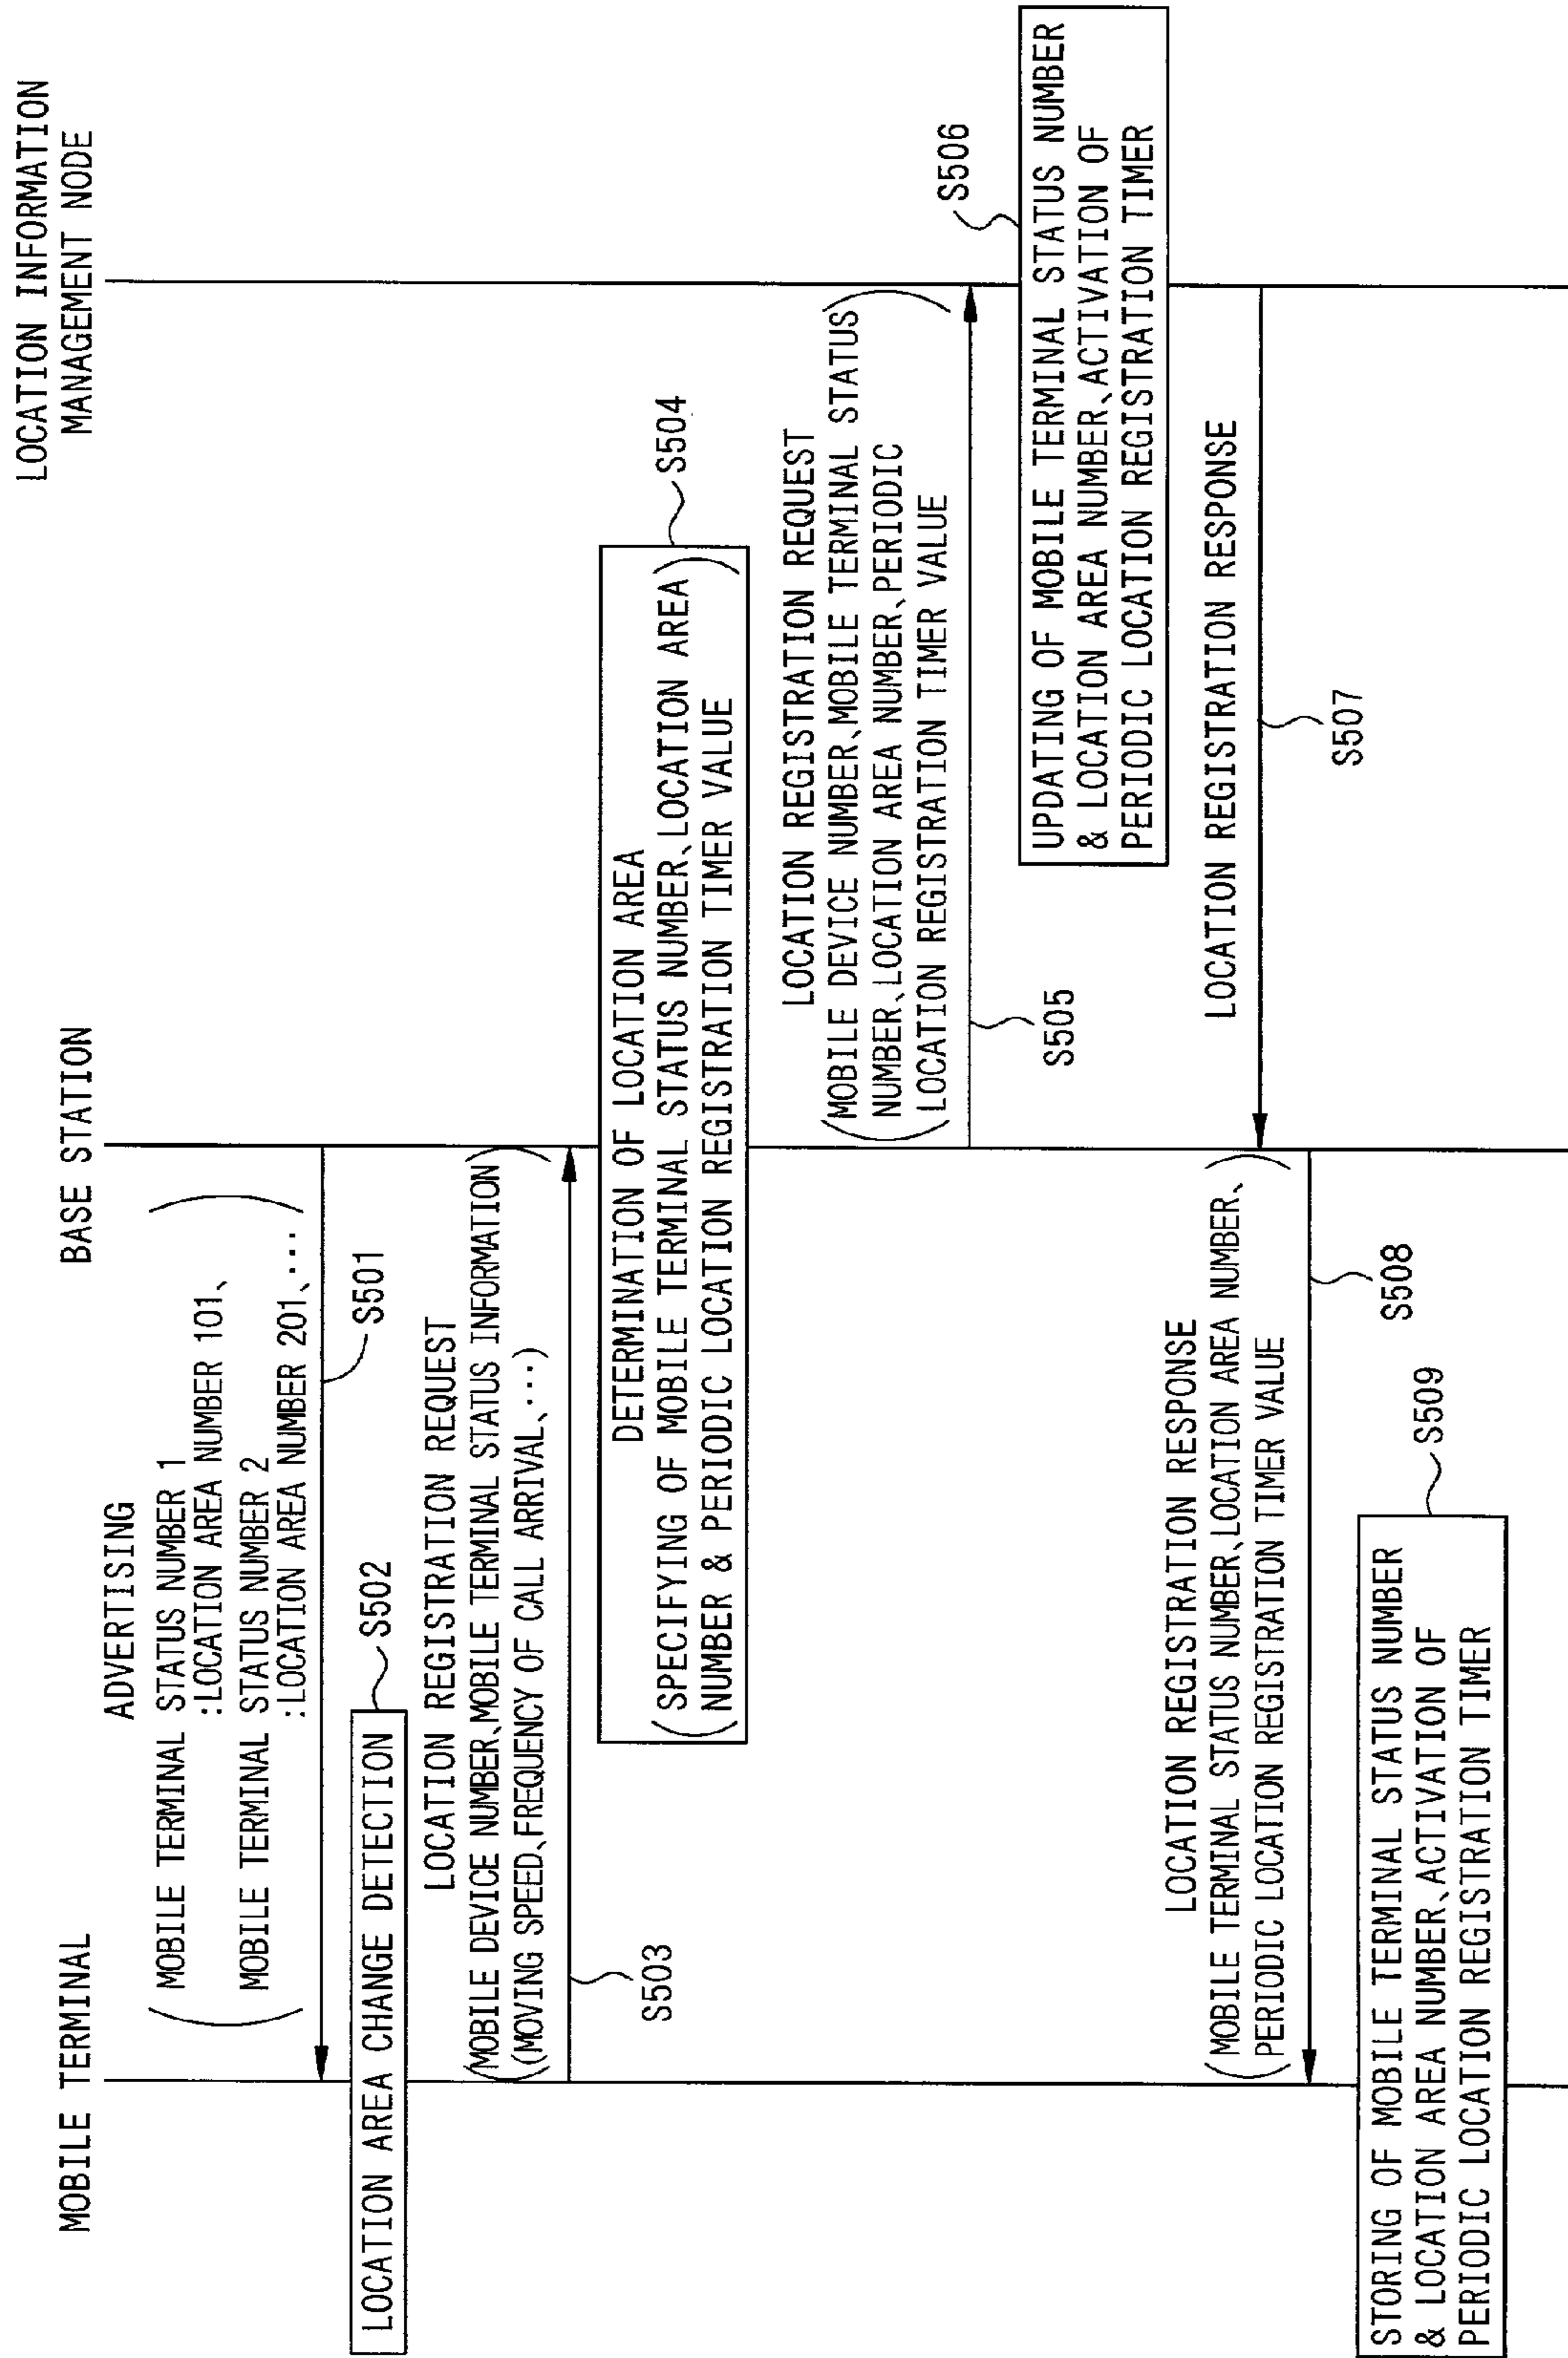 MOBILE TERMINAL
BASE STATION
LOCATION INFORMATION
MANAGEMENT NODE
ADVERTISING
(MOBILE TERMINAL STATUS NUMBER 1
:LOCATION AREA NUMBER 101、
MOBILE TERMINAL STATUS NUMBER 2
:LOCATION AREA NUMBER 201、···)
S501
LOCATION AREA CHANGE DETECTION
S502
LOCATION REGISTRATION REQUEST
(MOBILE DEVICE NUMBER、MOBILE TERMINAL STATUS INFORMATION
(MOVING SPEED、FREQUENCY OF CALL ARRIVAL、···))
S503
DETERMINATION OF LOCATION AREA
(SPECIFYING OF MOBILE TERMINAL STATUS NUMBER、LOCATION AREA
NUMBER & PERIODIC LOCATION REGISTRATION TIMER VALUE)
S504
LOCATION REGISTRATION REQUEST
(MOBILE DEVICE NUMBER、MOBILE TERMINAL STATUS
NUMBER、LOCATION AREA NUMBER、PERIODIC
LOCATION REGISTRATION TIMER VALUE)
S505
UPDATING OF MOBILE TERMINAL STATUS NUMBER
& LOCATION AREA NUMBER、ACTIVATION OF
PERIODIC LOCATION REGISTRATION TIMER
S506
LOCATION REGISTRATION RESPONSE
S507
LOCATION REGISTRATION RESPONSE
(MOBILE TERMINAL STATUS NUMBER、LOCATION AREA NUMBER、
PERIODIC LOCATION REGISTRATION TIMER VALUE)
S508
STORING OF MOBILE TERMINAL STATUS NUMBER
& LOCATION AREA NUMBER、ACTIVATION OF
PERIODIC LOCATION REGISTRATION TIMER
S509